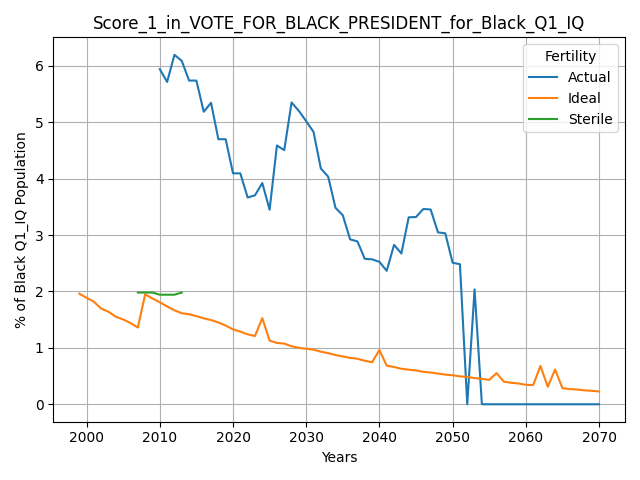 Score_1_in_VOTE_FOR_BLACK_PRESIDENT_for_Black_Q1_IQ
Fertility
Actual
Ideal
Sterile
% of Black Q1_IQ Population
6
5
4
3
2
1
0
2000 2010 2020 2030 2040 2050 2060 2070
Years